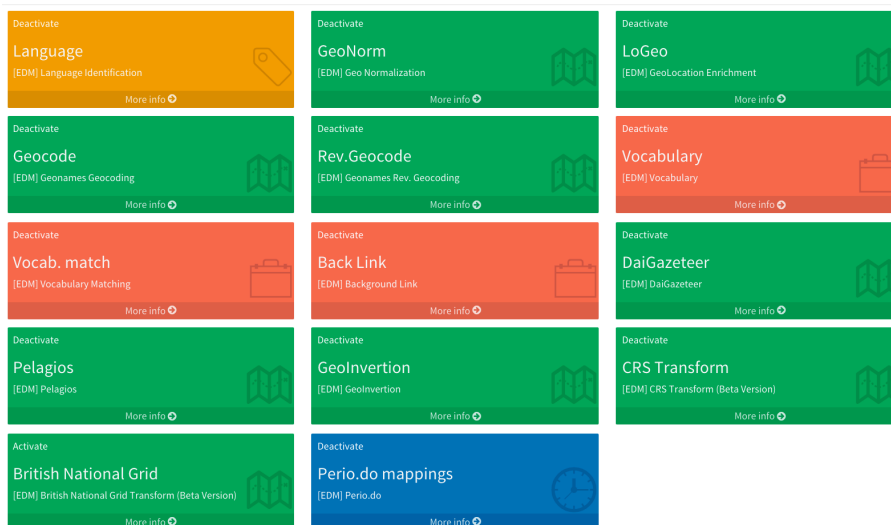 Deactivate
Language
[EDM] Language Identification
More info
Deactivate
GeoNorm
[EDM] Geo Normalization
More info
Deactivate
LoGeo
[EDM] GeoLocation Enrichment
More info
Deactivate
Geocode
[EDM] Geonames Geocoding
More info
Deactivate
Rev.Geocode
[EDM] Geonames Rev. Geocoding
More info
Deactivate
Vocabulary
[EDM] Vocabulary
More info
Deactivate
Vocab. match
[EDM] Vocabulary Matching
More info
Deactivate
Back Link
[EDM] Background Link
More info
Deactivate
DaiGazeteer
[EDM] DaiGazeteer
More info
Deactivate
Pelagios
[EDM] Pelagios
More info
Deactivate
GeoInvertion
[EDM] GeoInvertion
More info
Deactivate
CRS Transform
[EDM] CRS Transform (Beta Version)
More info
Activate
British National Grid
[EDM] British National Grid Transform (Beta Version)
More info
Deactivate
Perio.do mappings
[EDM] Perio.do
More info